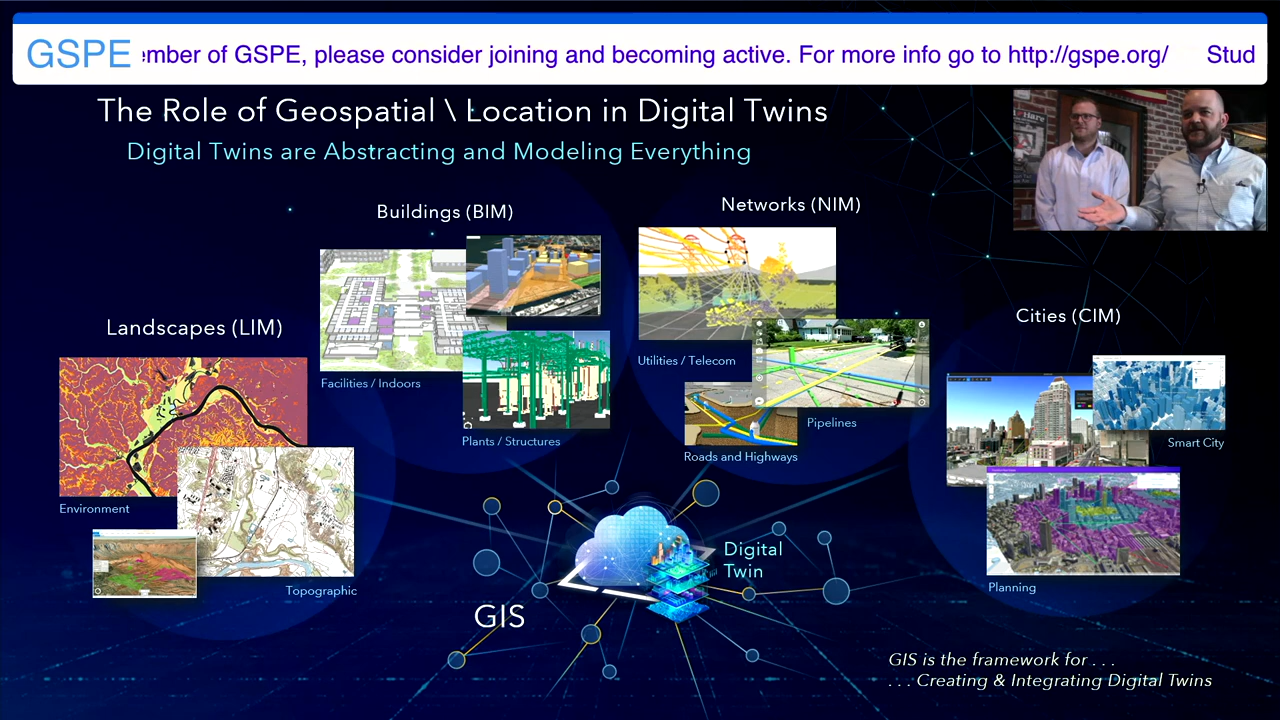 GSPE
ember of GSPE, please consider joining and becoming active. For more info go to http://gspe.org/ Stud
The Role of Geospatial \ Location in Digital Twins
Digital Twins are Abstracting and Modeling Everything
Landscapes (LIM)
Environment
Topographic
Buildings (BIM)
Facilities / Indoors
Plants / Structures
Networks (NIM)
Utilities / Telecom
Pipelines
Roads and Highways
Cities (CIM)
Smart City
Planning
GIS
Digital
Twin
GIS is the framework for . . .
. . . Creating & Integrating Digital Twins